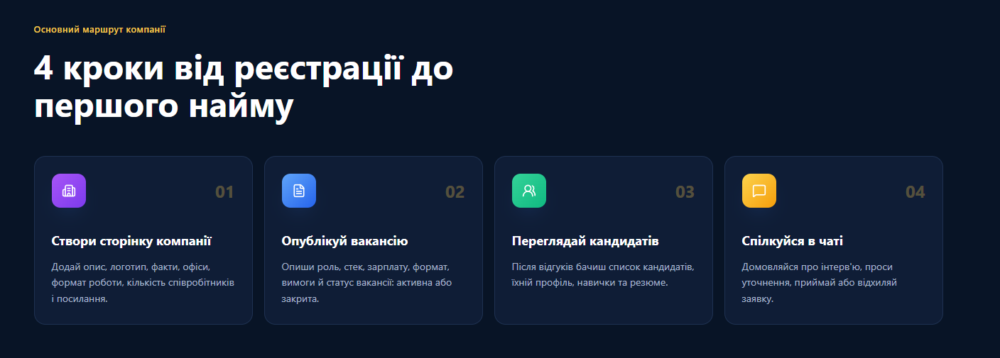 Основний маршрут компанії
4 кроки від реєстрації до
першого найму
01
Створи сторінку компанії
Додай опис, логотип, факти, офіси,
формат роботи, кількість співробітників
і посилання.
02
Опублікуй вакансію
Опиши роль, стек, зарплату, формат,
вимоги й статус вакансії: активна або
закрита.
03
Переглядай кандидатів
Після відгуків бачиш список кандидатів,
їхній профіль, навички та резюме.
04
Спілкуйся в чаті
Домовляйся про інтерв'ю, проси
уточнення, приймай або відхиляй
заявку.